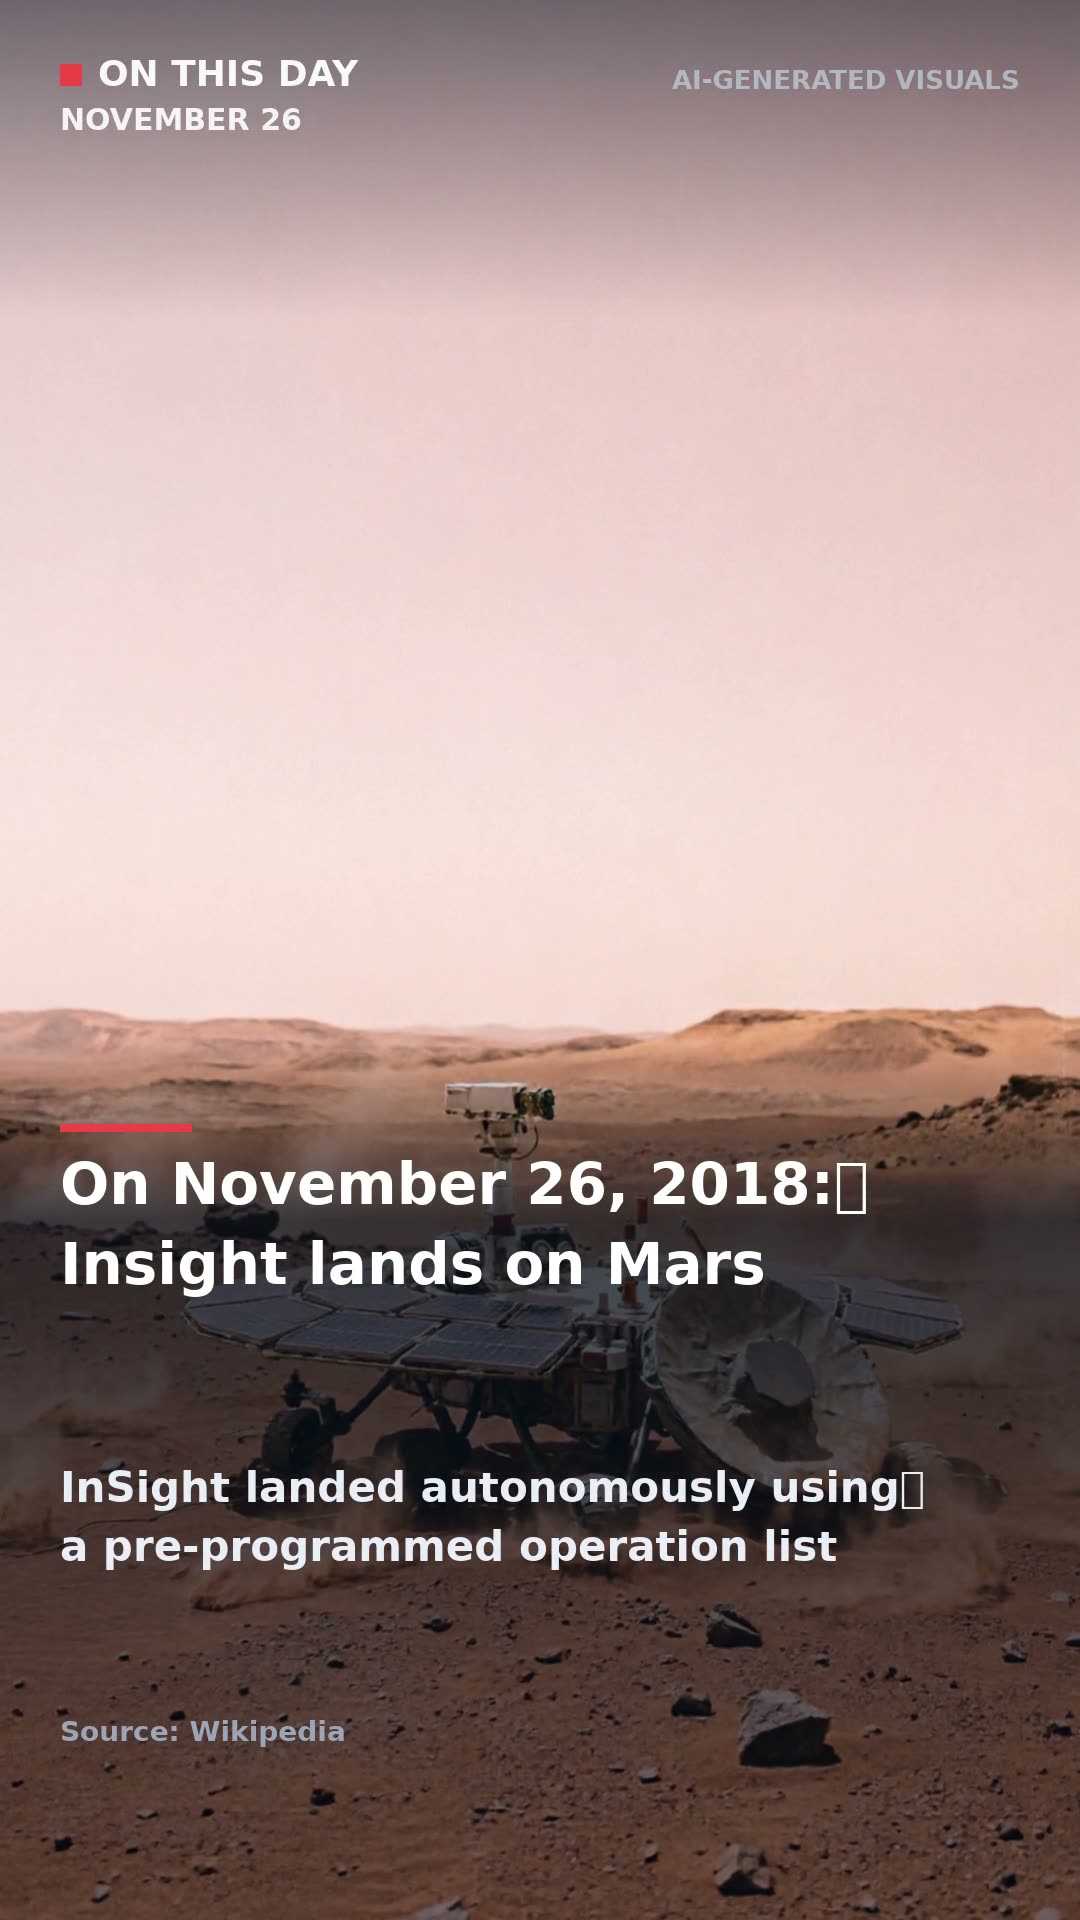 ON THIS DAY
NOVEMBER 26
AI-GENERATED VISUALS
On November 26, 2018:
Insight lands on Mars
InSight landed autonomously using
a pre-programmed operation list
Source: Wikipedia